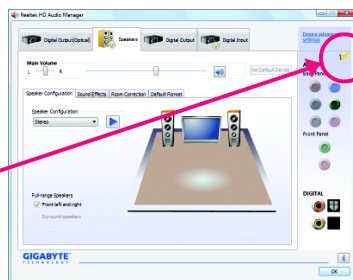 Realtek HD Audio Manager
Digital Output(Optical)
Speakers
Digital Output
Digital Input
Device advanced settings
Main Volume
L
R
Set Default Device
Speaker Configuration
Sound Effects
Room Correction
Default Format
Speaker Configuration
Stereo
Front Panel
Full-range Speakers
Front left and right
Surround speakers
DIGITAL
GIGABYTE
TECHNOLOGY
OK